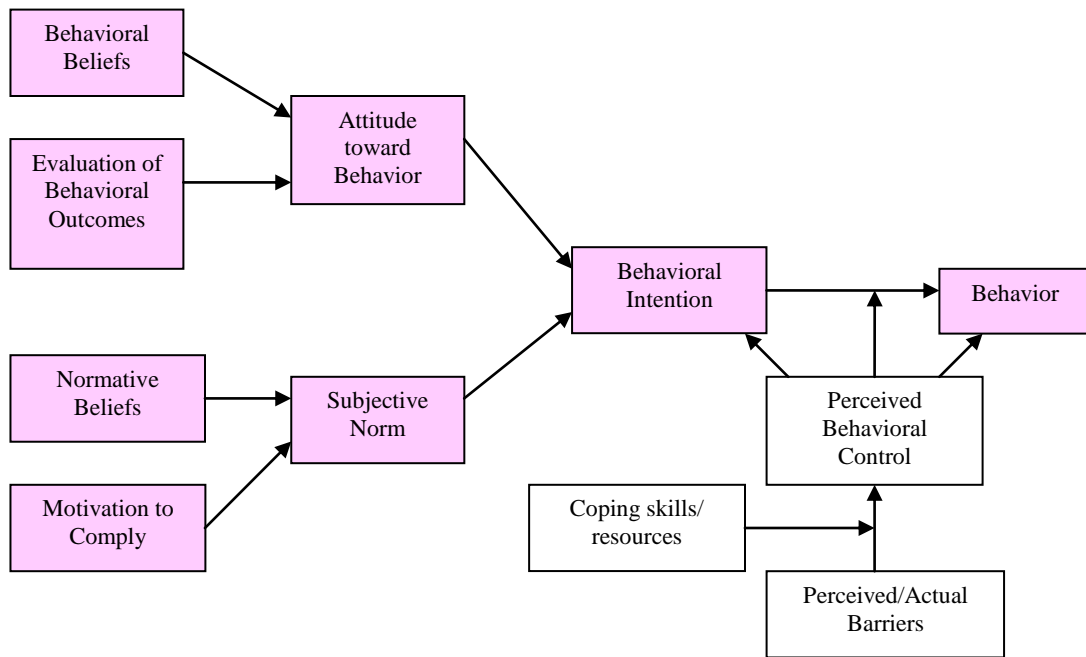 Behavioral
Beliefs
Evaluation of
Behavioral
Outcomes
Attitude
toward
Behavior
Normative
Beliefs
Motivation to
Comply
Subjective
Norm
Behavioral
Intention
Behavior
Perceived
Behavioral
Control
Coping skills/
resources
Perceived/Actual
Barriers